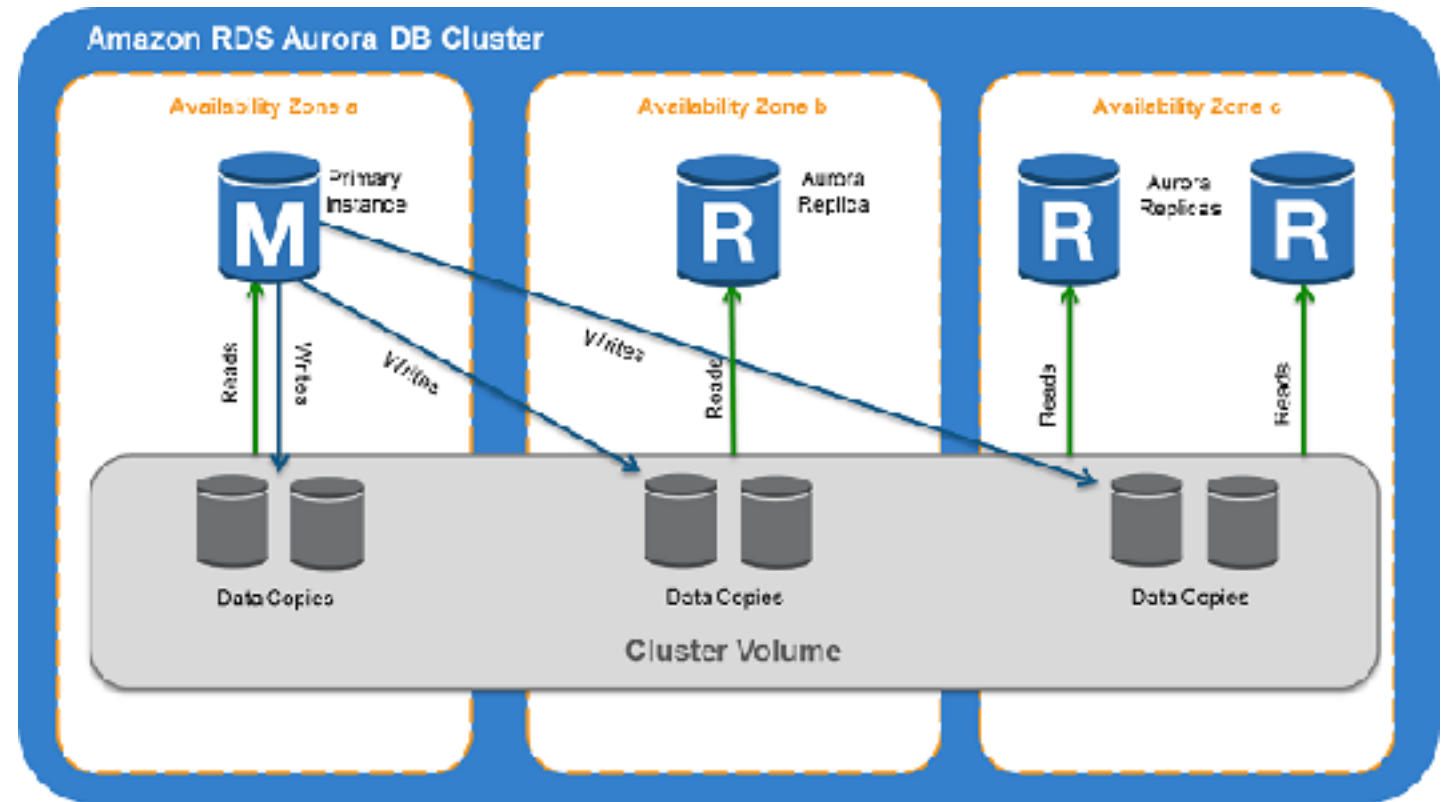 Amazon RDS Aurora DB Cluster
Availability Zone a
Availability Zone b
Availability Zone c
M
Primary
Instance
R
Aurora
Replica
R
Aurora
Replicas
R
Reads
Writes
Writes
Writes
Reads
Reads
Reads
Data Copies
Data Copies
Data Copies
Cluster Volume